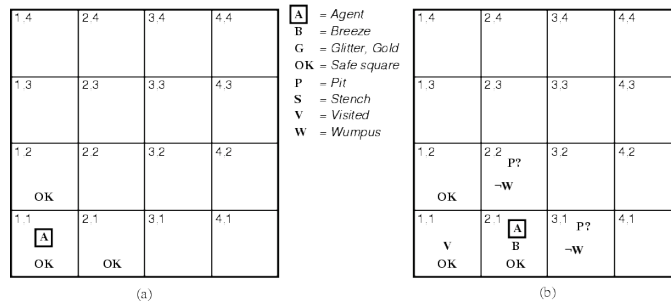 1,4 2,4 3,4 4,4
1,3 2,3 3,3 4,3
1,2 2,2 3,2 4,2
OK
1,1 2,1 3,1 4,1
A
OK OK
(a)
A = Agent
B = Breeze
G = Glitter, Gold
OK = Safe square
P = Pit
S = Stench
V = Visited
W = Wumpus
1,4 2,4 3,4 4,4
1,3 2,3 3,3 4,3
1,2 2,2 3,2 4,2
P?
¬W
OK
1,1 2,1 3,1 4,1
A P?
V B ¬W
OK OK
(b)